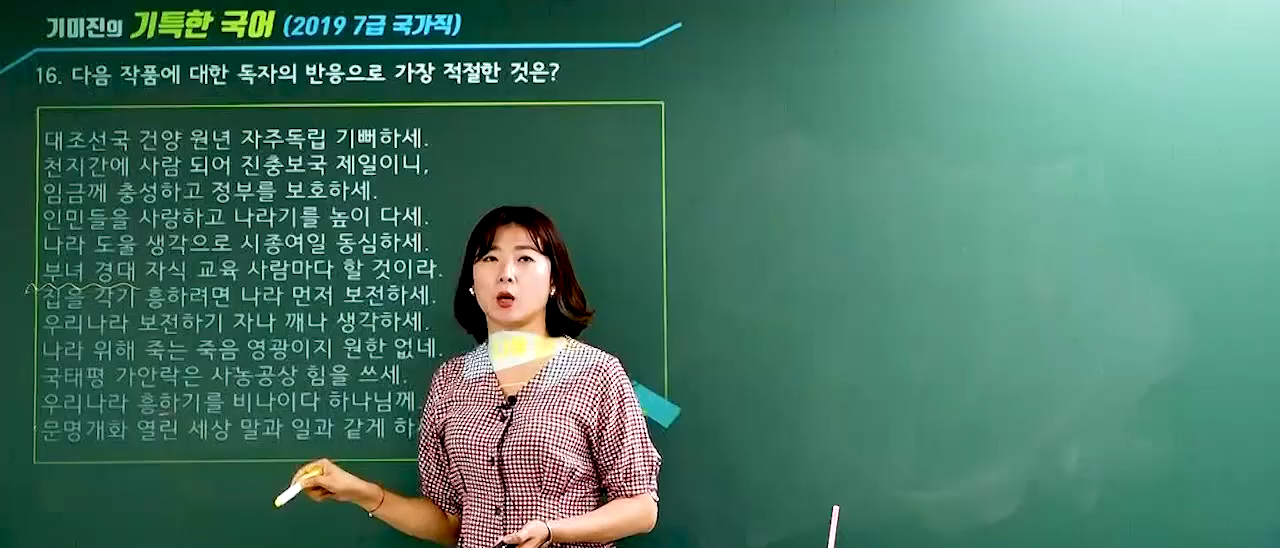 기미진의 기특한 국어 (2019 7급 국가직)
16. 다음 작품에 대한 독자의 반응으로 가장 적절한 것은?
대조선국 건양 원년 자주독립 기뻐하세.
천지간에 사람 되어 진충보국 제일이니,
임금께 충성하고 정부를 보호하세.
인민들을 사랑하고 나라기를 높이 다세.
나라 도울 생각으로 시종여일 동심하세.
부녀 경대 자식 교육 사람마다 할 것이라.
집을 각기 흥하려면 나라 먼저 보전하세.
우리나라 보전하기 자나 깨나 생각하세.
나라 위해 죽는 죽음 영광이지 원한 없네.
국태평 가안락은 사농공상 힘을 쓰세.
우리나라 흥하기를 비나이다 하나님께
문명개화 열린 세상 말과 일과 같게